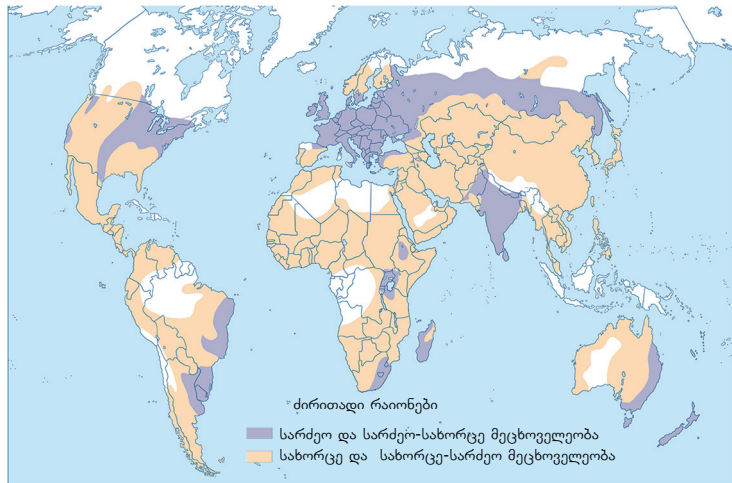 ძირითადი რაიონები
სარძეო და სარძეო-სახორცე მეცხოველეობა
სახორცე და სახორცე-სარძეო მეცხოველეობა